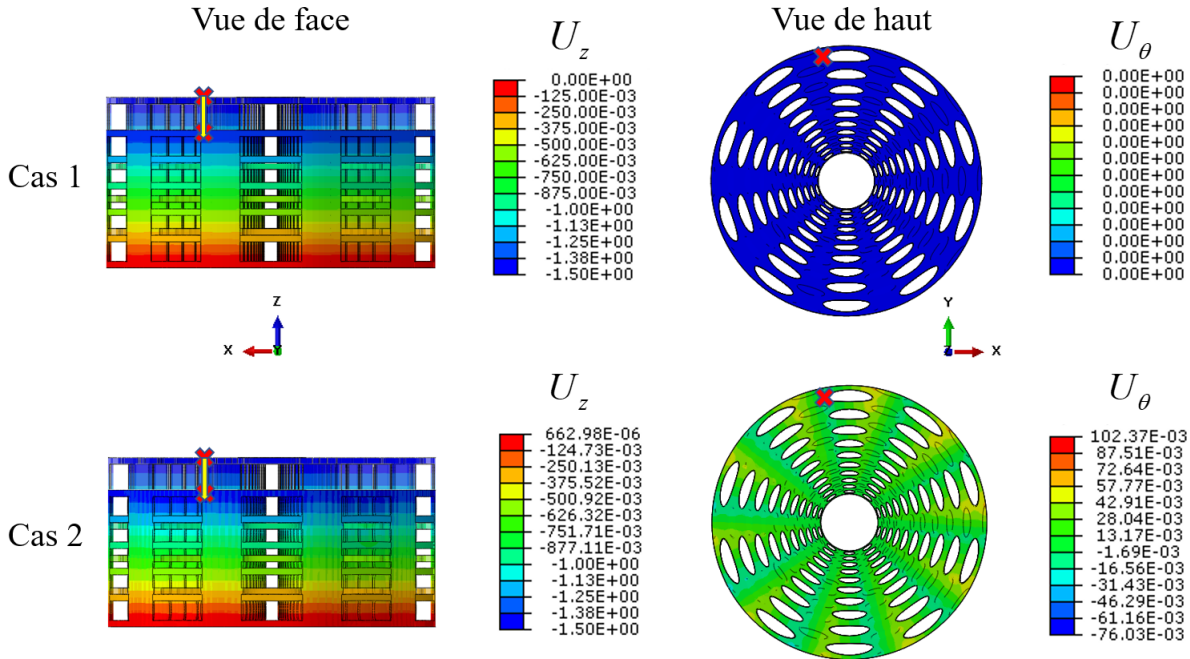 Vue de face
Vue de haut
Cas 1
U_z
0.00E+00
-125.00E-03
-250.00E-03
-375.00E-03
-500.00E-03
-625.00E-03
-750.00E-03
-875.00E-03
-1.00E+00
-1.13E+00
-1.25E+00
-1.38E+00
-1.50E+00
U_θ
0.00E+00
0.00E+00
0.00E+00
0.00E+00
0.00E+00
0.00E+00
0.00E+00
0.00E+00
0.00E+00
0.00E+00
0.00E+00
0.00E+00
0.00E+00
Z
X
Y
Y
Z
X
Cas 2
U_z
662.98E-06
-124.73E-03
-250.13E-03
-375.52E-03
-500.92E-03
-626.32E-03
-751.71E-03
-877.11E-03
-1.00E+00
-1.13E+00
-1.25E+00
-1.38E+00
-1.50E+00
U_θ
102.37E-03
87.51E-03
72.64E-03
57.77E-03
42.91E-03
28.04E-03
13.17E-03
-1.69E-03
-16.56E-03
-31.43E-03
-46.29E-03
-61.16E-03
-76.03E-03